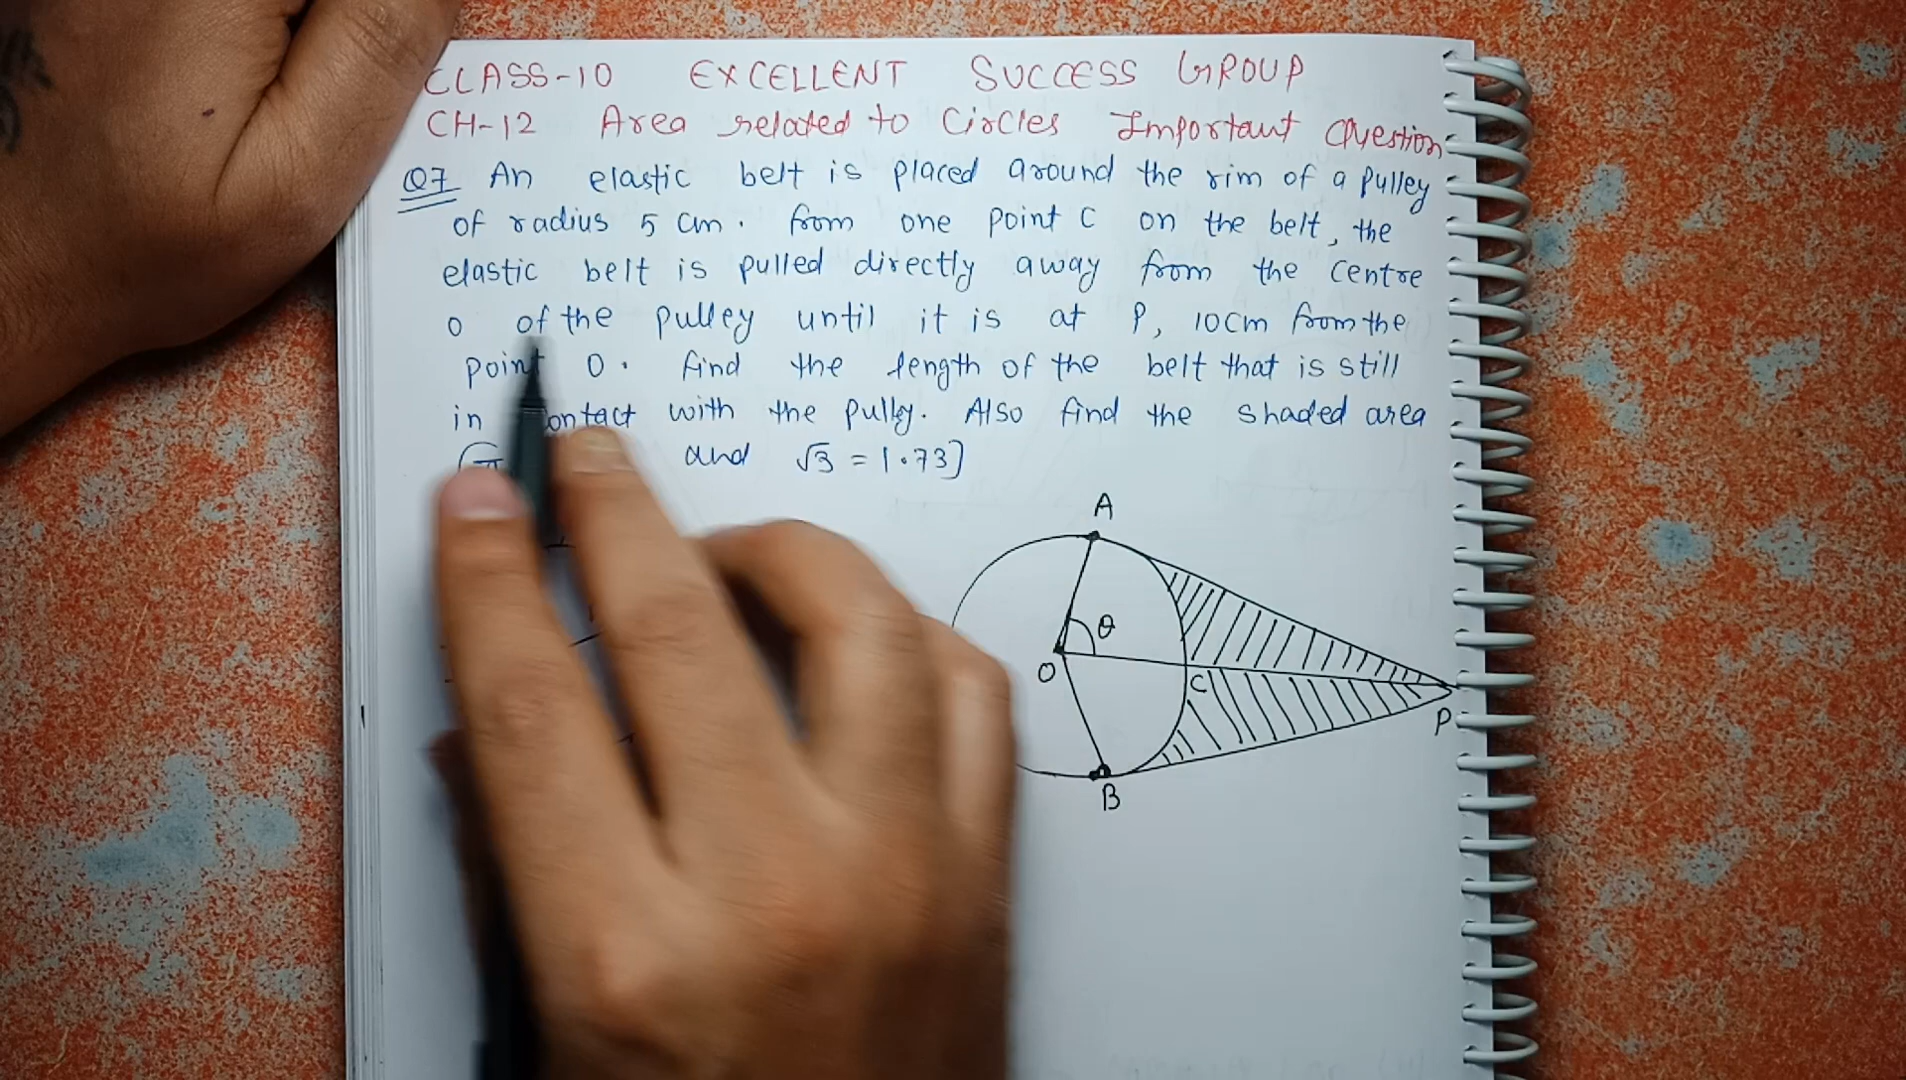 CLASS-10 EXCELLENT SUCCESS GROUP
CH-12 Area related to Circles Important Question
Q7 An elastic belt is placed around the rim of a pulley
of radius 5 cm. from one point C on the belt, the
elastic belt is pulled directly away from the centre
O of the pulley until it is at P, 10cm from the
point O. find the length of the belt that is still
in contact with the pully. Also find the shaded area
and √3 = 1.73]
A
θ
O
C
P
B